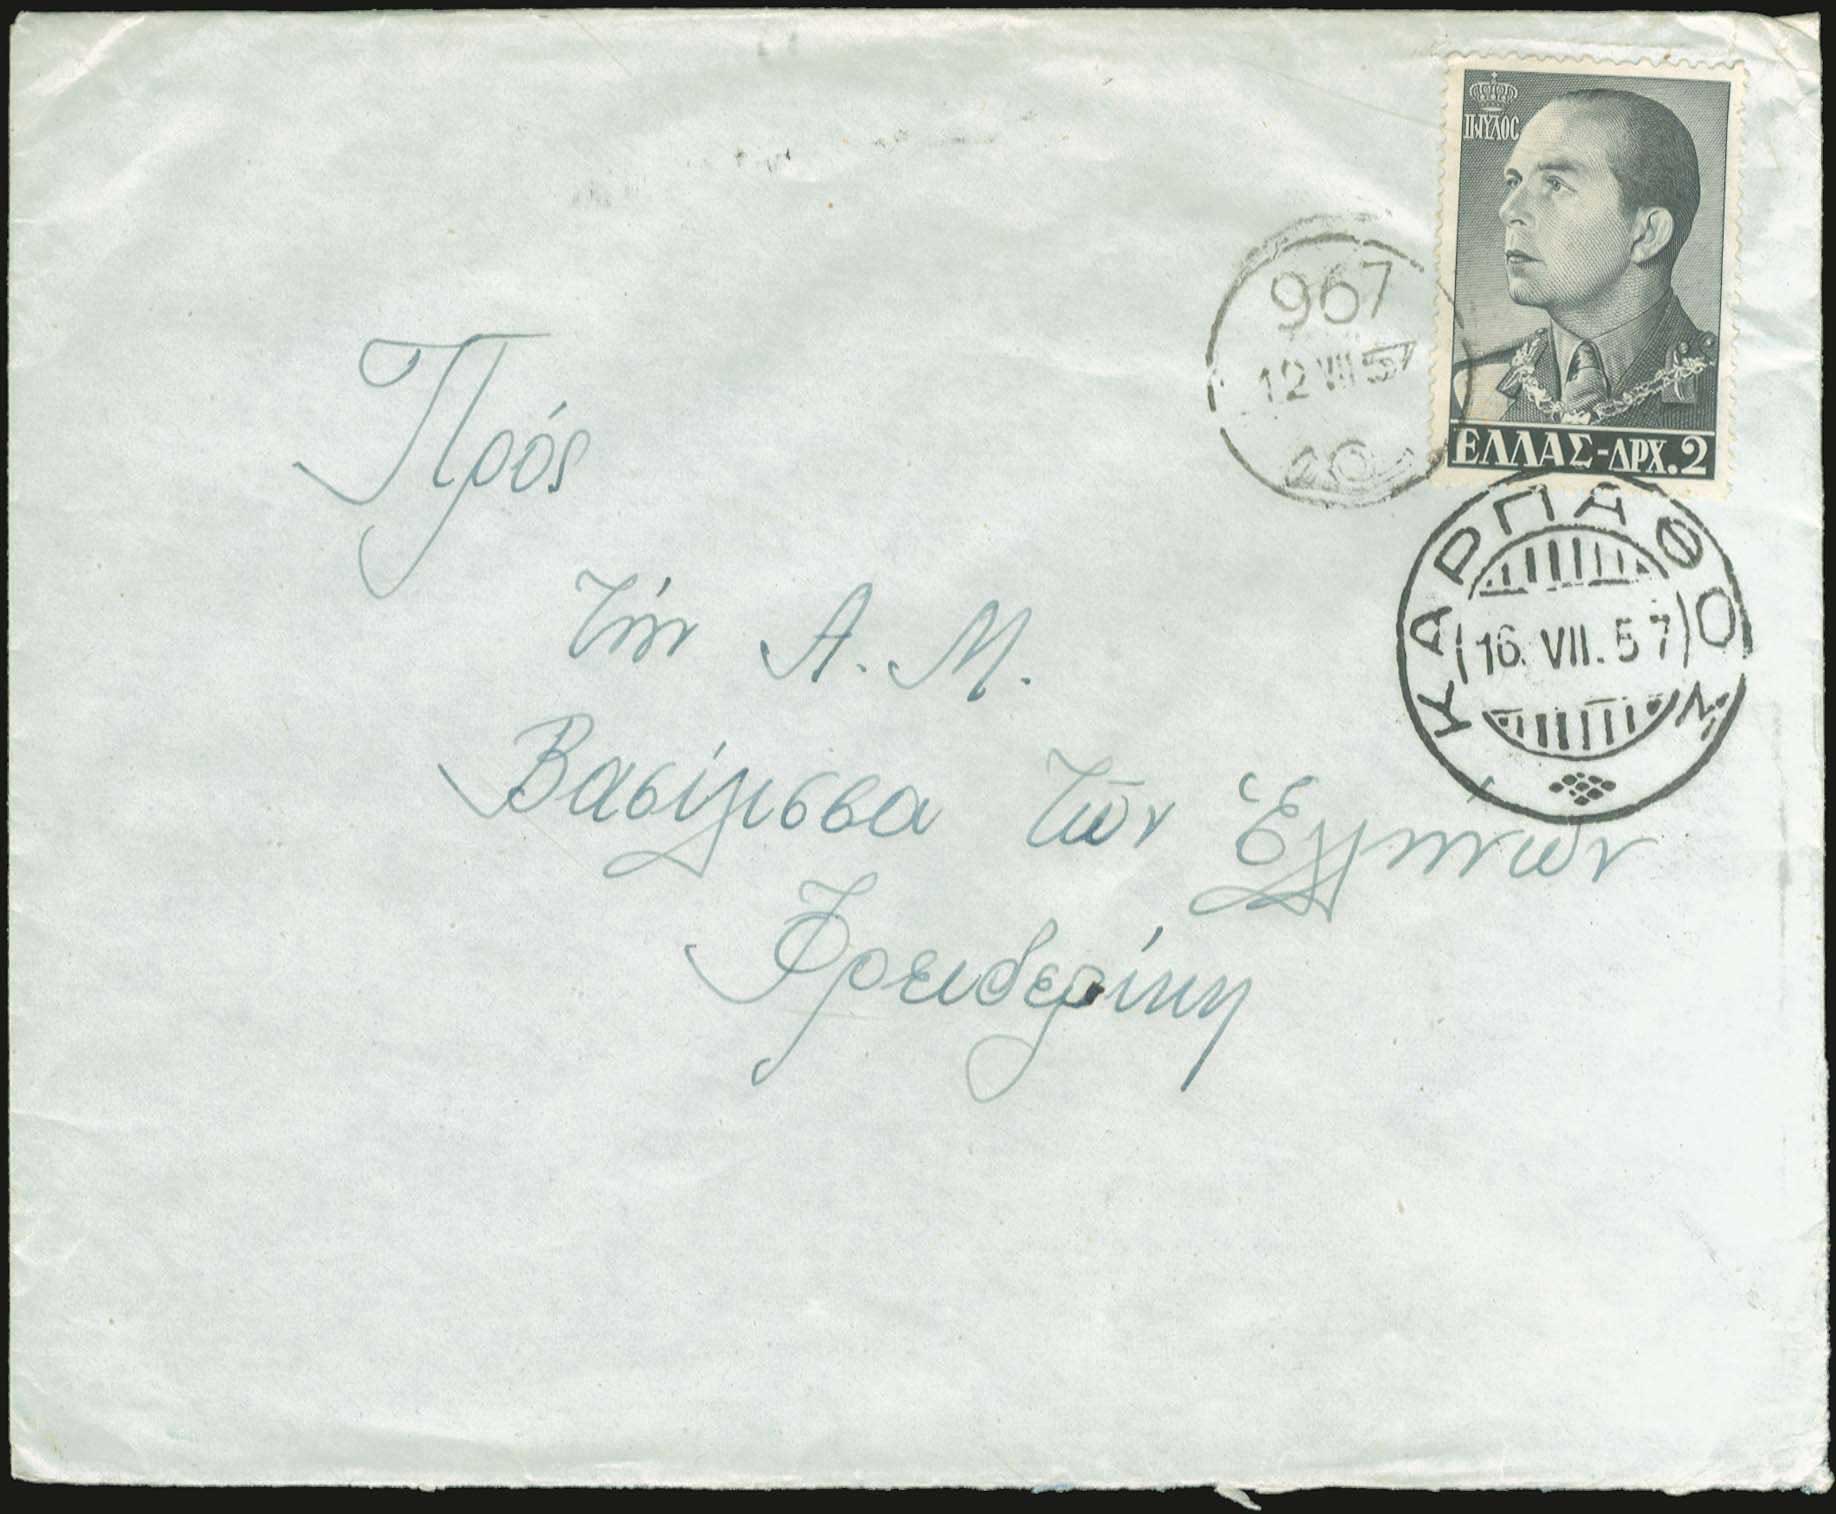 ΠΑΥΛΟΣ
ΕΛΛΑΣ-ΔΡΧ.2
967
12 VII 57
ΚΑΡΠΑΘΟΣ
16. VII. 57
Πρός
τήν Α. Μ.
Βασίλισσα τῶν Ἑλλήνων
Φρειδερίκη